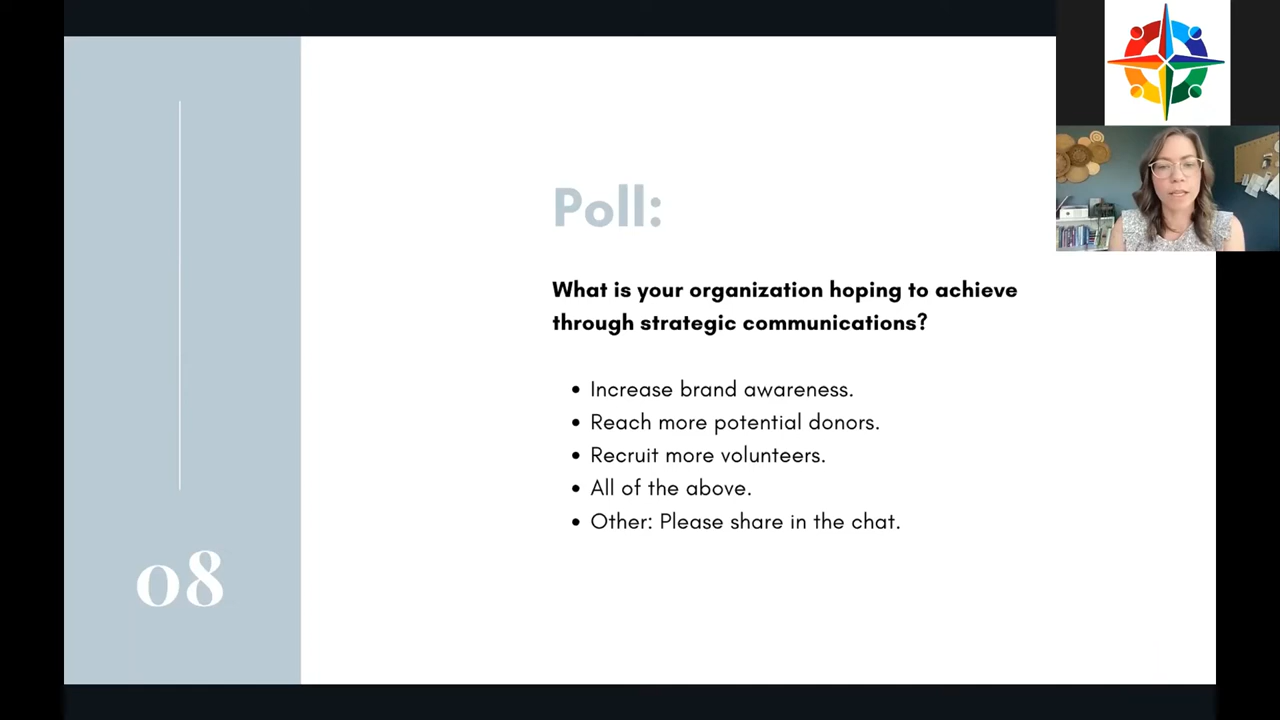 Poll:
What is your organization hoping to achieve
through strategic communications?
• Increase brand awareness.
• Reach more potential donors.
• Recruit more volunteers.
• All of the above.
• Other: Please share in the chat.
08